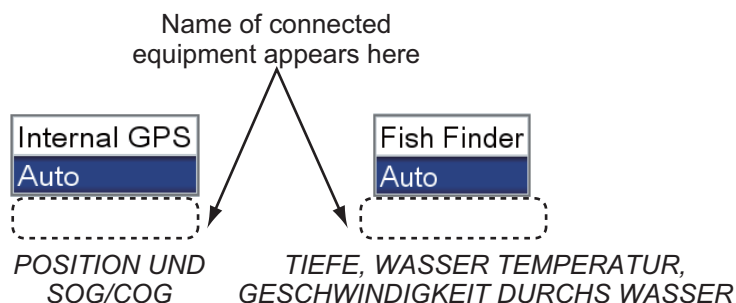 Name of connected
equipment appears here
Internal GPS
Auto
Fish Finder
Auto
POSITION UND
SOG/COG
TIEFE, WASSER TEMPERATUR,
GESCHWINDIGKEIT DURCHS WASSER